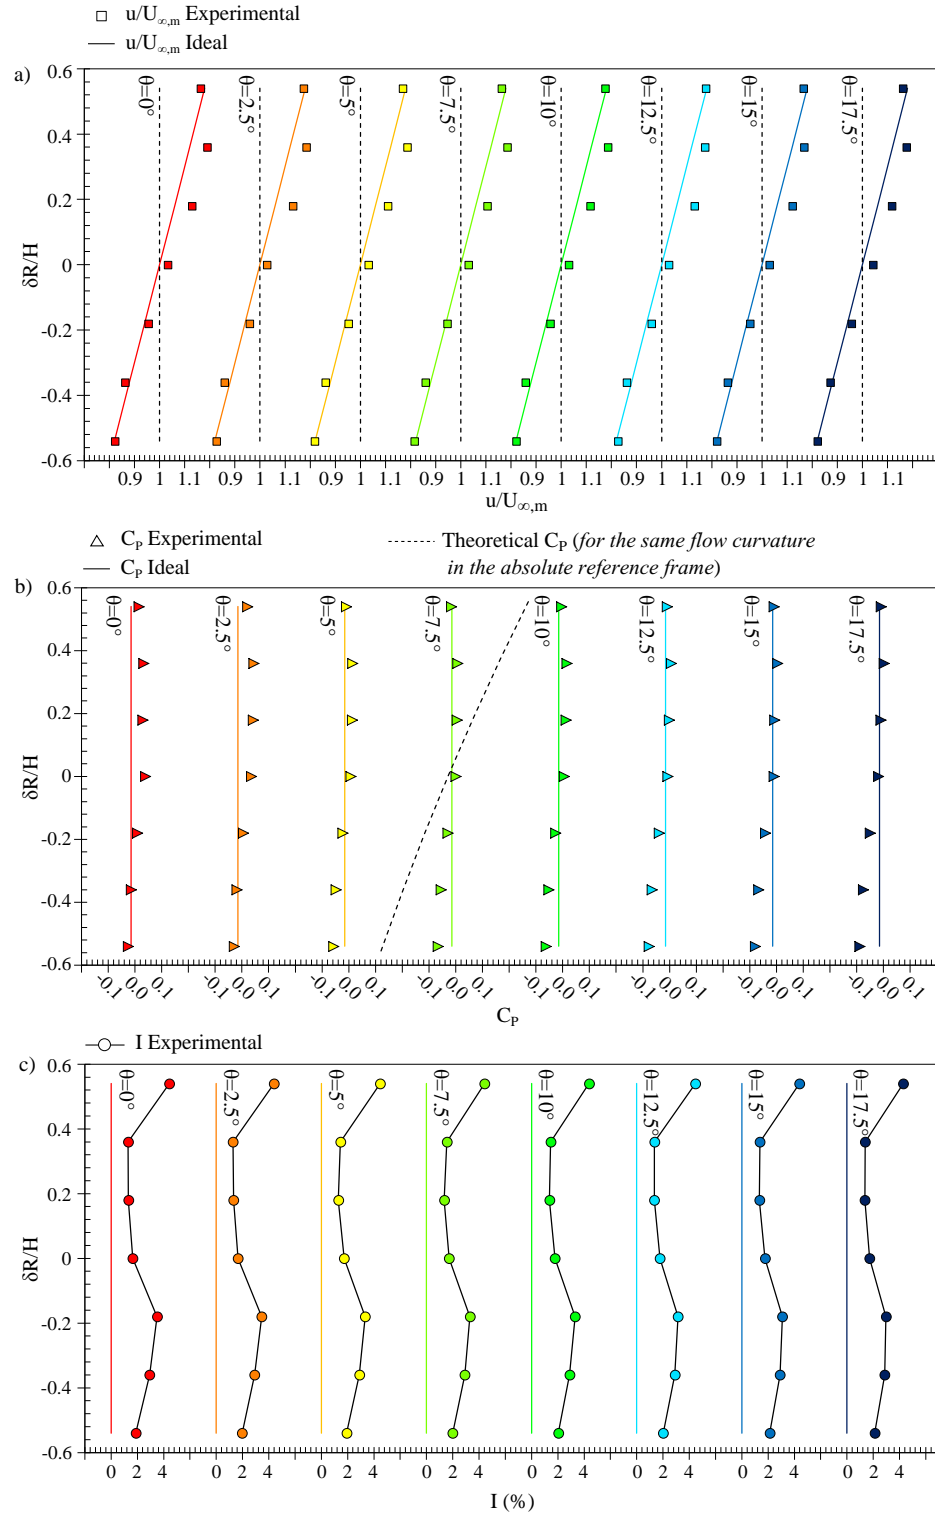 u/U∞,m Experimental
u/U∞,m Ideal
a)
0.6
0.4
0.2
0
-0.2
-0.4
-0.6
δR/H
θ=0°
θ=2.5°
θ=5°
θ=7.5°
θ=10°
θ=12.5°
θ=15°
θ=17.5°
0.9 1 1.1 0.9 1 1.1 0.9 1 1.1 0.9 1 1.1 0.9 1 1.1 0.9 1 1.1 0.9 1 1.1 0.9 1 1.1
u/U∞,m
CP Experimental
CP Ideal
Theoretical CP (for the same flow curvature
in the absolute reference frame)
b)
0.6
0.4
0.2
0
-0.2
-0.4
-0.6
δR/H
θ=0°
θ=2.5°
θ=5°
θ=7.5°
θ=10°
θ=12.5°
θ=15°
θ=17.5°
-0.1 0.0 0.1 -0.1 0.0 0.1 -0.1 0.0 0.1 -0.1 0.0 0.1 -0.1 0.0 0.1 -0.1 0.0 0.1 -0.1 0.0 0.1 -0.1 0.0 0.1
CP
I Experimental
c)
0.6
0.4
0.2
0
-0.2
-0.4
-0.6
δR/H
θ=0°
θ=2.5°
θ=5°
θ=7.5°
θ=10°
θ=12.5°
θ=15°
θ=17.5°
0 2 4 0 2 4 0 2 4 0 2 4 0 2 4 0 2 4 0 2 4 0 2 4
I (%)